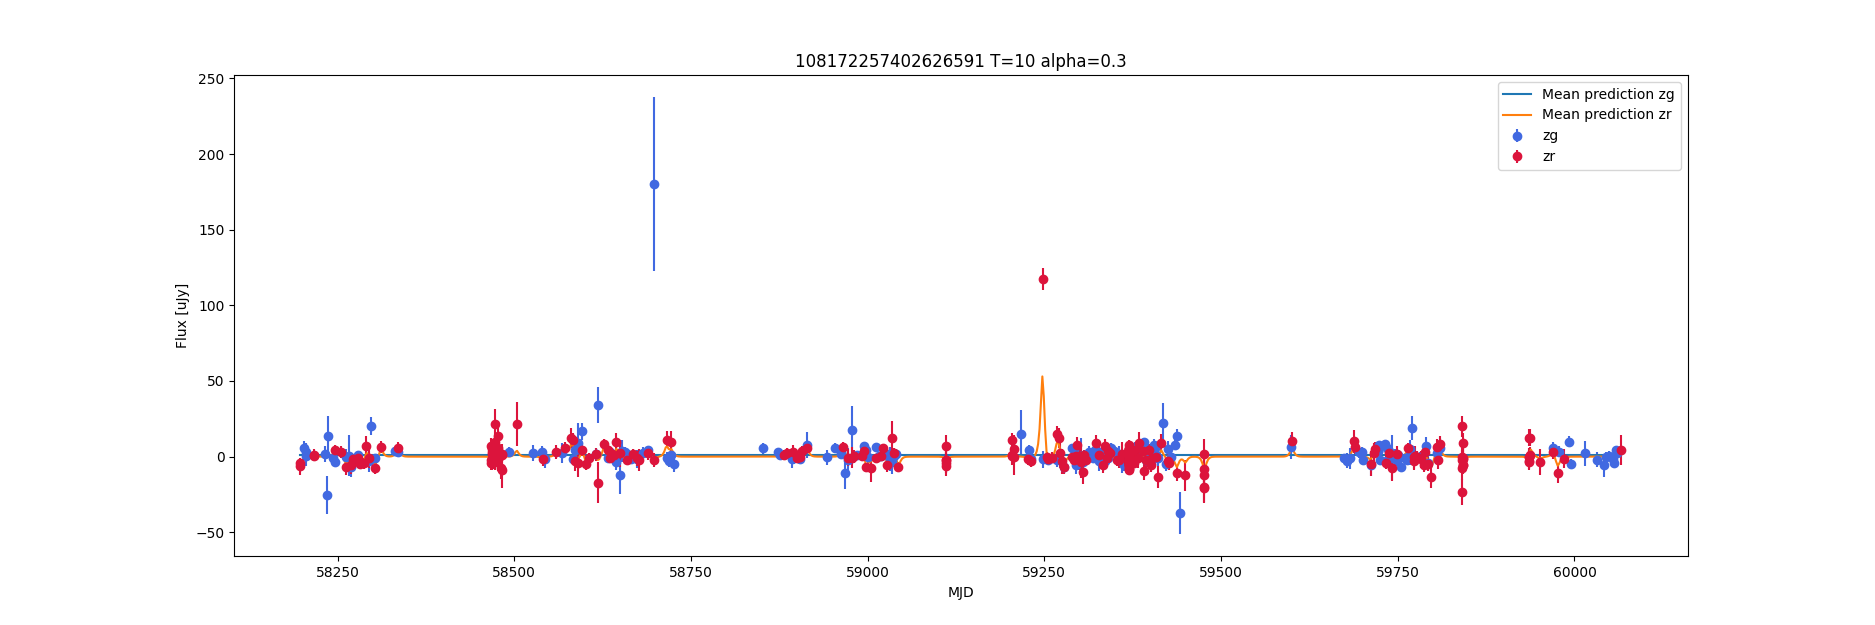 108172257402626591 T=10 alpha=0.3
250
200
150
100
50
0
−50
Flux [uJy]
58250
58500
58750
59000
59250
59500
59750
60000
MJD
Mean prediction zg
Mean prediction zr
zg
zr